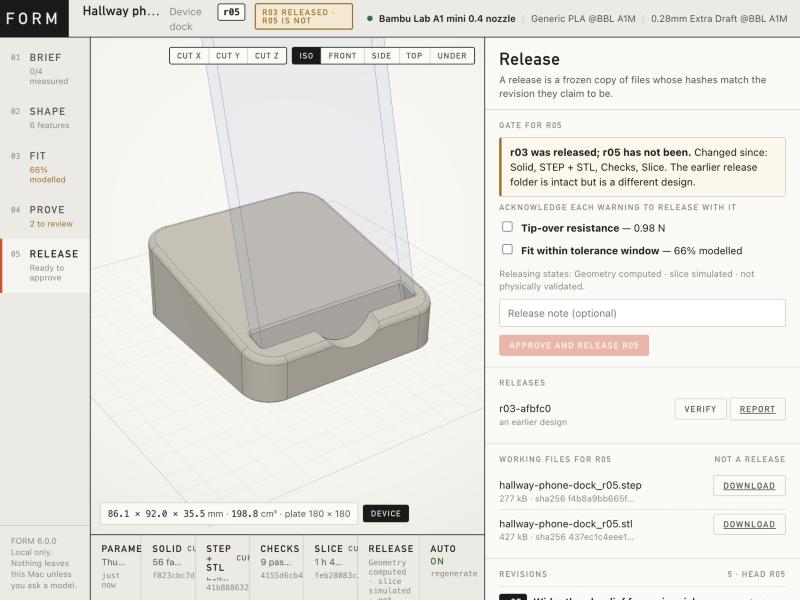 FORM
Hallway ph...
Device dock
r05
R03 RELEASED · R05 IS NOT
Bambu Lab A1 mini 0.4 nozzle / Generic PLA @BBL A1M / 0.28mm Extra Draft @BBL A1M
01 BRIEF
0/4 measured
02 SHAPE
6 features
03 FIT
66% modelled
04 PROVE
2 to review
05 RELEASE
Ready to approve
FORM 6.0.0
Local only.
Nothing leaves
this Mac unless
you ask a model.
CUT X CUT Y CUT Z ISO FRONT SIDE TOP UNDER
86.1 × 92.0 × 35.5 mm · 198.8 cm³ · plate 180 × 180
DEVICE
PARAME
Thu...
just now
SOLID
56 fa...
f023cbc7d
STEP + STL
41b888632
CHECKS
9 pas...
4155d6cb4
SLICE
1 h 4...
feb28083c
RELEASE
Geometry computed · slice simulated
AUTO
ON
regenerate
Release
A release is a frozen copy of files whose hashes match the
revision they claim to be.
GATE FOR R05
r03 was released; r05 has not been. Changed since:
Solid, STEP + STL, Checks, Slice. The earlier release
folder is intact but is a different design.
ACKNOWLEDGE EACH WARNING TO RELEASE WITH IT
Tip-over resistance — 0.98 N
Fit within tolerance window — 66% modelled
Releasing states: Geometry computed · slice simulated · not
physically validated.
Release note (optional)
APPROVE AND RELEASE R05
RELEASES
r03-afbfc0
an earlier design
VERIFY REPORT
WORKING FILES FOR R05 NOT A RELEASE
hallway-phone-dock_r05.step
277 kB · sha256 f4b8a9bb665f...
DOWNLOAD
hallway-phone-dock_r05.stl
427 kB · sha256 437ec1c4eee1...
DOWNLOAD
REVISIONS 5 · HEAD R05